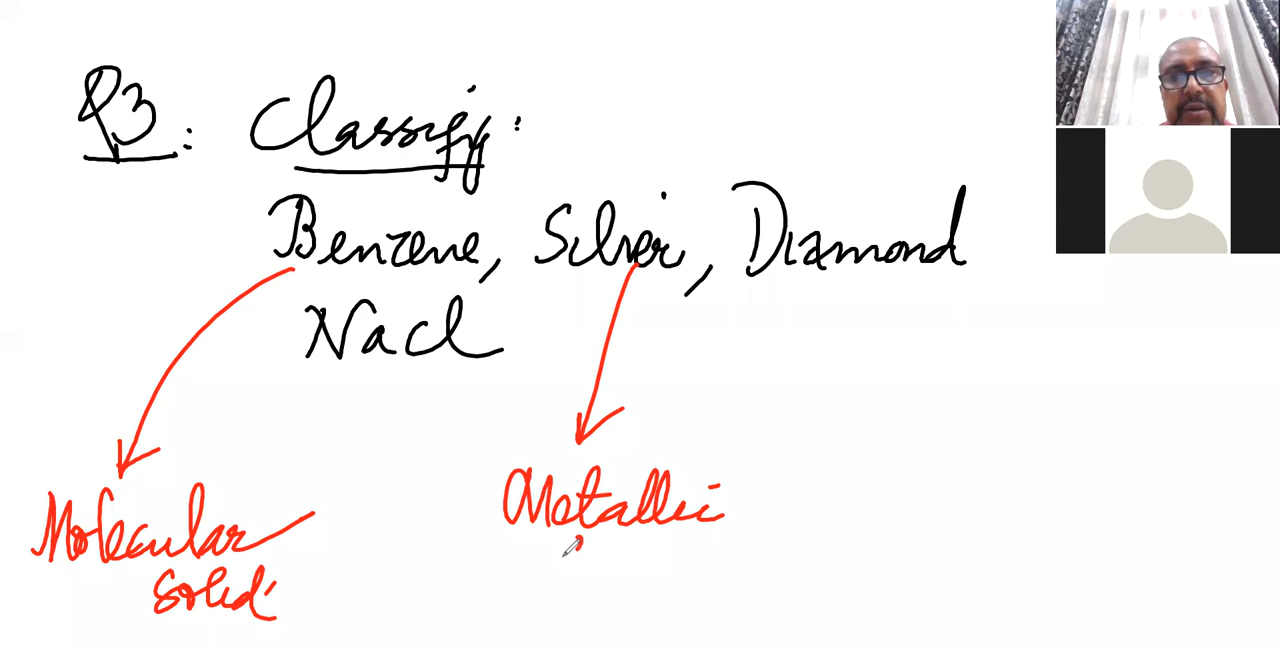 Q3: Classify:
Benzene, Silver, Diamond
NaCl
Metallic
Molecular
Solid